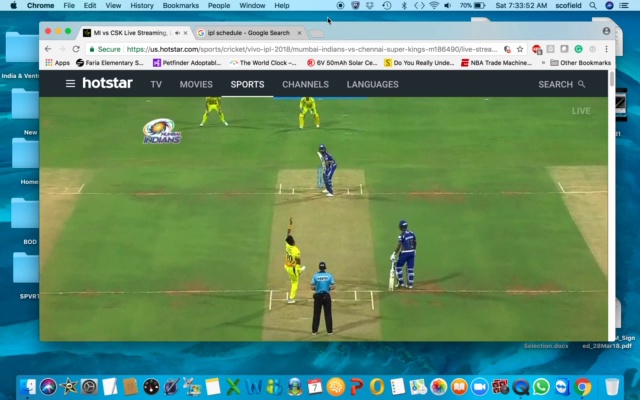 Chrome File Edit View History Bookmarks People Window Help 70% Sat 7:33:52 AM scofield
MI vs CSK Live Streaming,
ipl schedule - Google Search
Secure https://us.hotstar.com/sports/cricket/vivo-ipl-2018/mumbai-indians-vs-chennai-super-kings-m186490/live-strea...
Apps Faria Elementary S... Petfinder Adoptabl... The World Clock — ... 6V 50mAh Solar Ce... Do You Really Unde... NBA Trade Machine... » Other Bookmarks
hotstar TV MOVIES SPORTS CHANNELS LANGUAGES SEARCH
LIVE
MUMBAI
INDIANS
India & Vent
New
Home
BOD
SPVRT
Selection.docx
ed_28Mar18.pdf